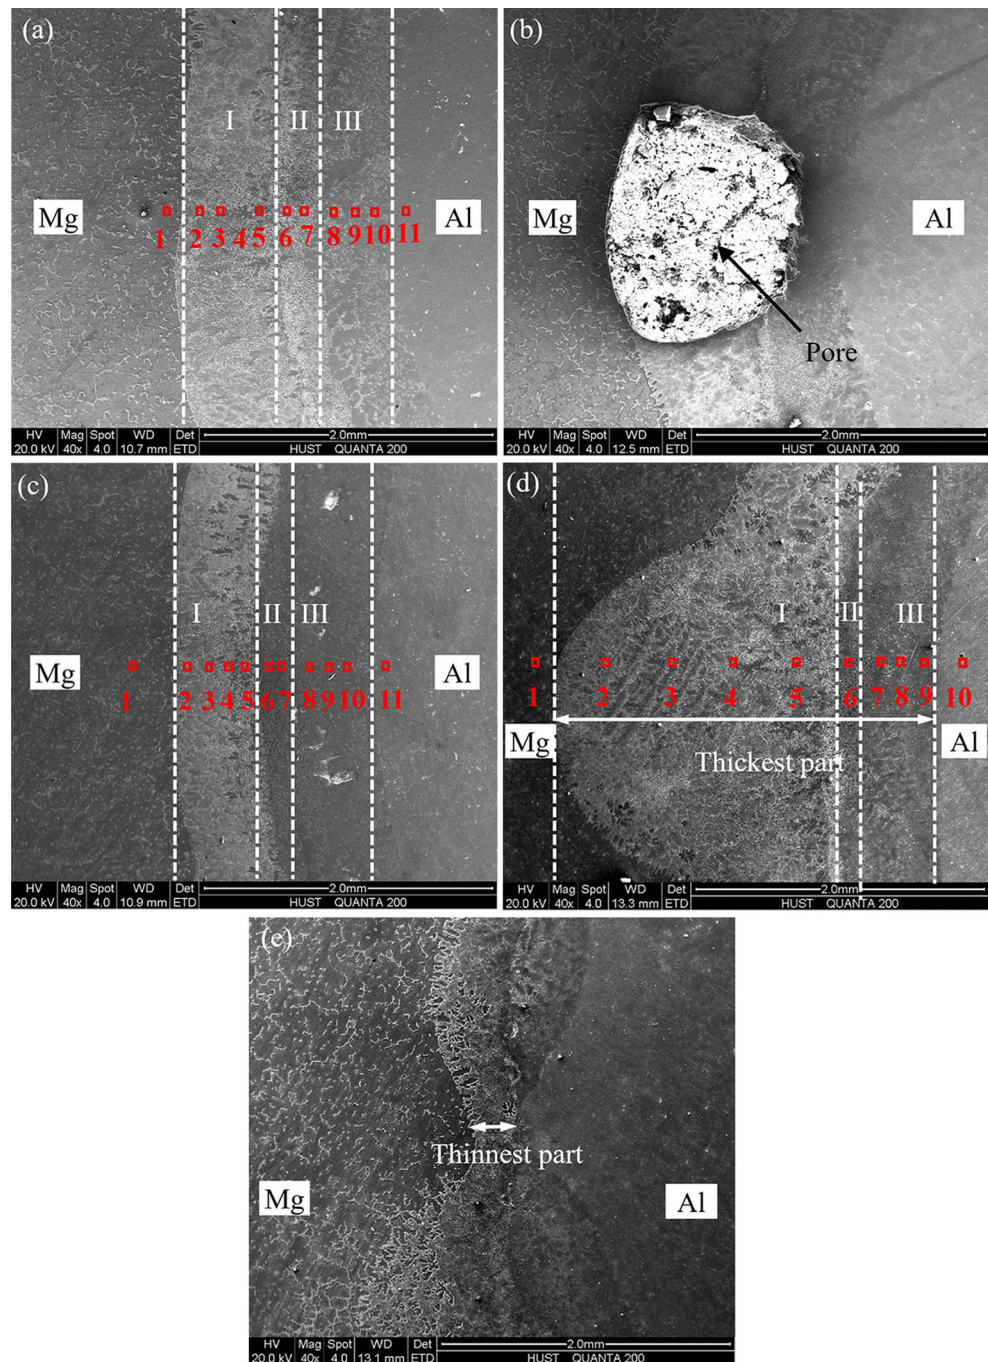 (a)
I II III
Mg Al
1 2 3 4 5 6 7 8 9 10 11
HV Mag Spot WD Det 2.0mm
20.0 kV 40x 4.0 10.7 mm ETD HUST QUANTA 200
(b)
Mg Al
Pore
HV Mag Spot WD Det 2.0mm
20.0 kV 40x 4.0 12.5 mm ETD HUST QUANTA 200
(c)
I II III
Mg Al
1 2 3 4 5 6 7 8 9 10 11
HV Mag Spot WD Det 2.0mm
20.0 kV 40x 4.0 10.9 mm ETD HUST QUANTA 200
(d)
I II III
1 2 3 4 5 6 7 8 9 10
Mg Al
Thickest part
HV Mag Spot WD Det 2.0mm
20.0 kV 40x 4.0 13.3 mm ETD HUST QUANTA 200
(e)
Thinnest part
Mg Al
HV Mag Spot WD Det 2.0mm
20.0 kV 40x 4.0 13.1 mm ETD HUST QUANTA 200